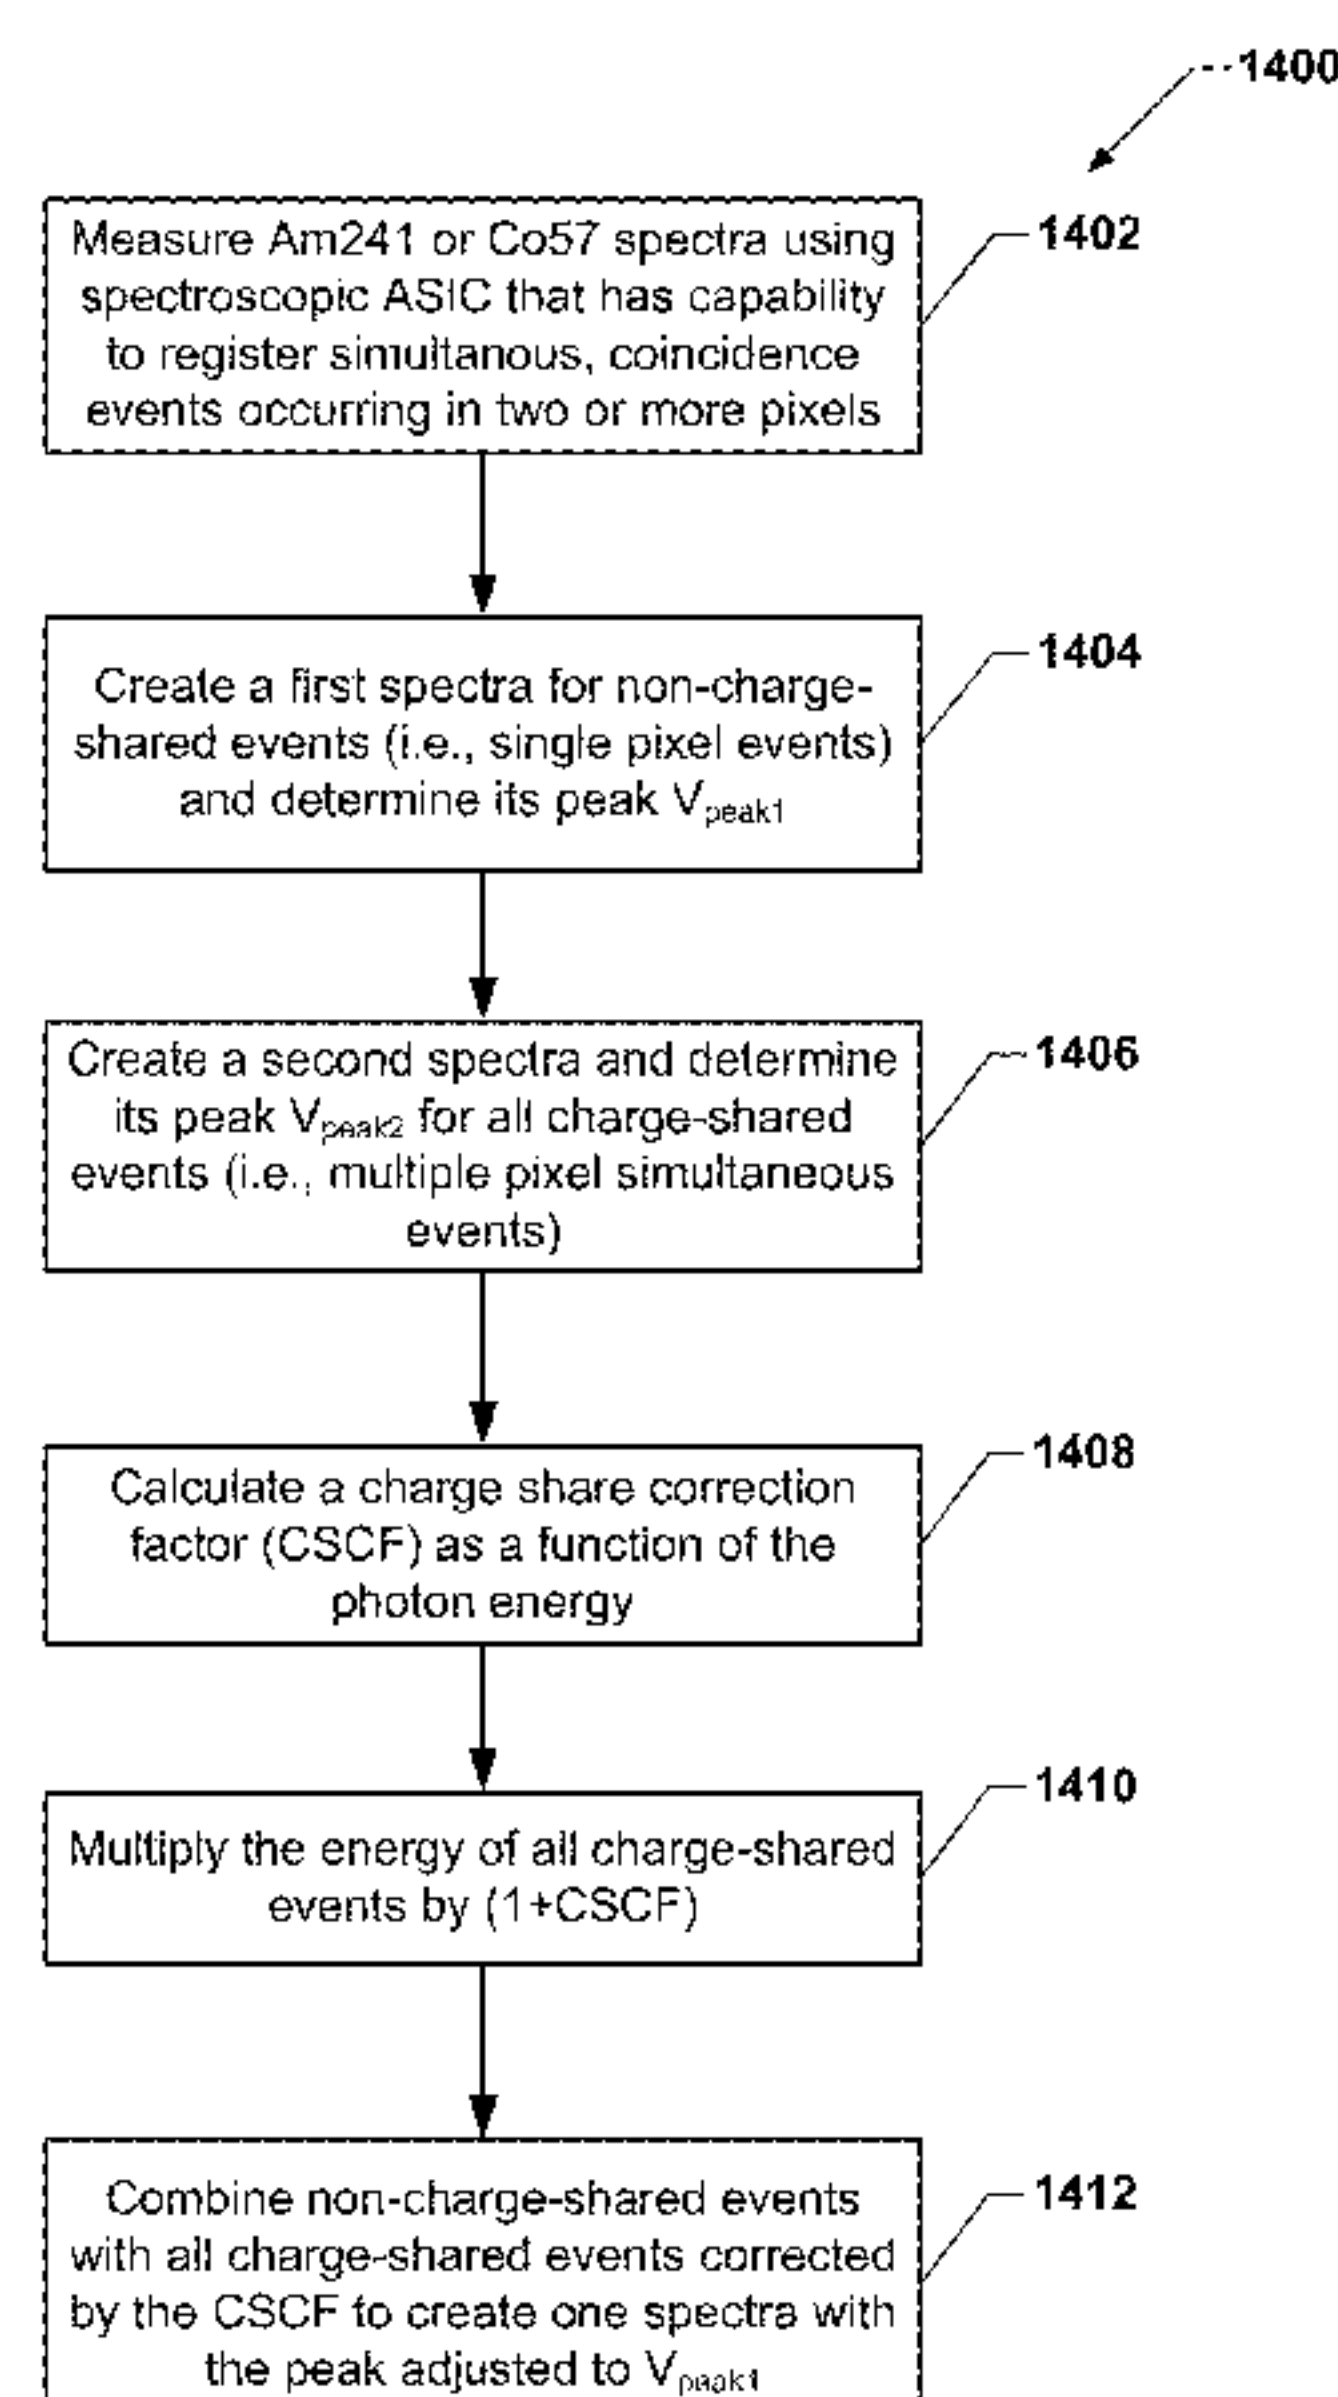 1400
Measure Am241 or Co57 spectra using
spectroscopic ASIC that has capability
to register simultanous, coincidence
events occurring in two or more pixels
1402
Create a first spectra for non-charge-
shared events (i.e., single pixel events)
and determine its peak Vpeak1
1404
Create a second spectra and determine
its peak Vpeak2 for all charge-shared
events (i.e., multiple pixel simultaneous
events)
1406
Calculate a charge share correction
factor (CSCF) as a function of the
photon energy
1408
Multiply the energy of all charge-shared
events by (1+CSCF)
1410
Combine non-charge-shared events
with all charge-shared events corrected
by the CSCF to create one spectra with
the peak adjusted to Vpeak1
1412